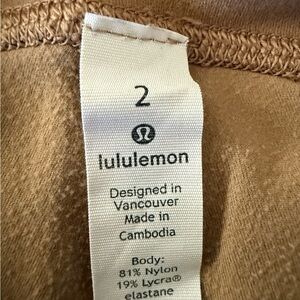 2
lululemon
Designed in
Vancouver
Made in
Cambodia
Body:
81% Nylon
19% Lycra®
elastane